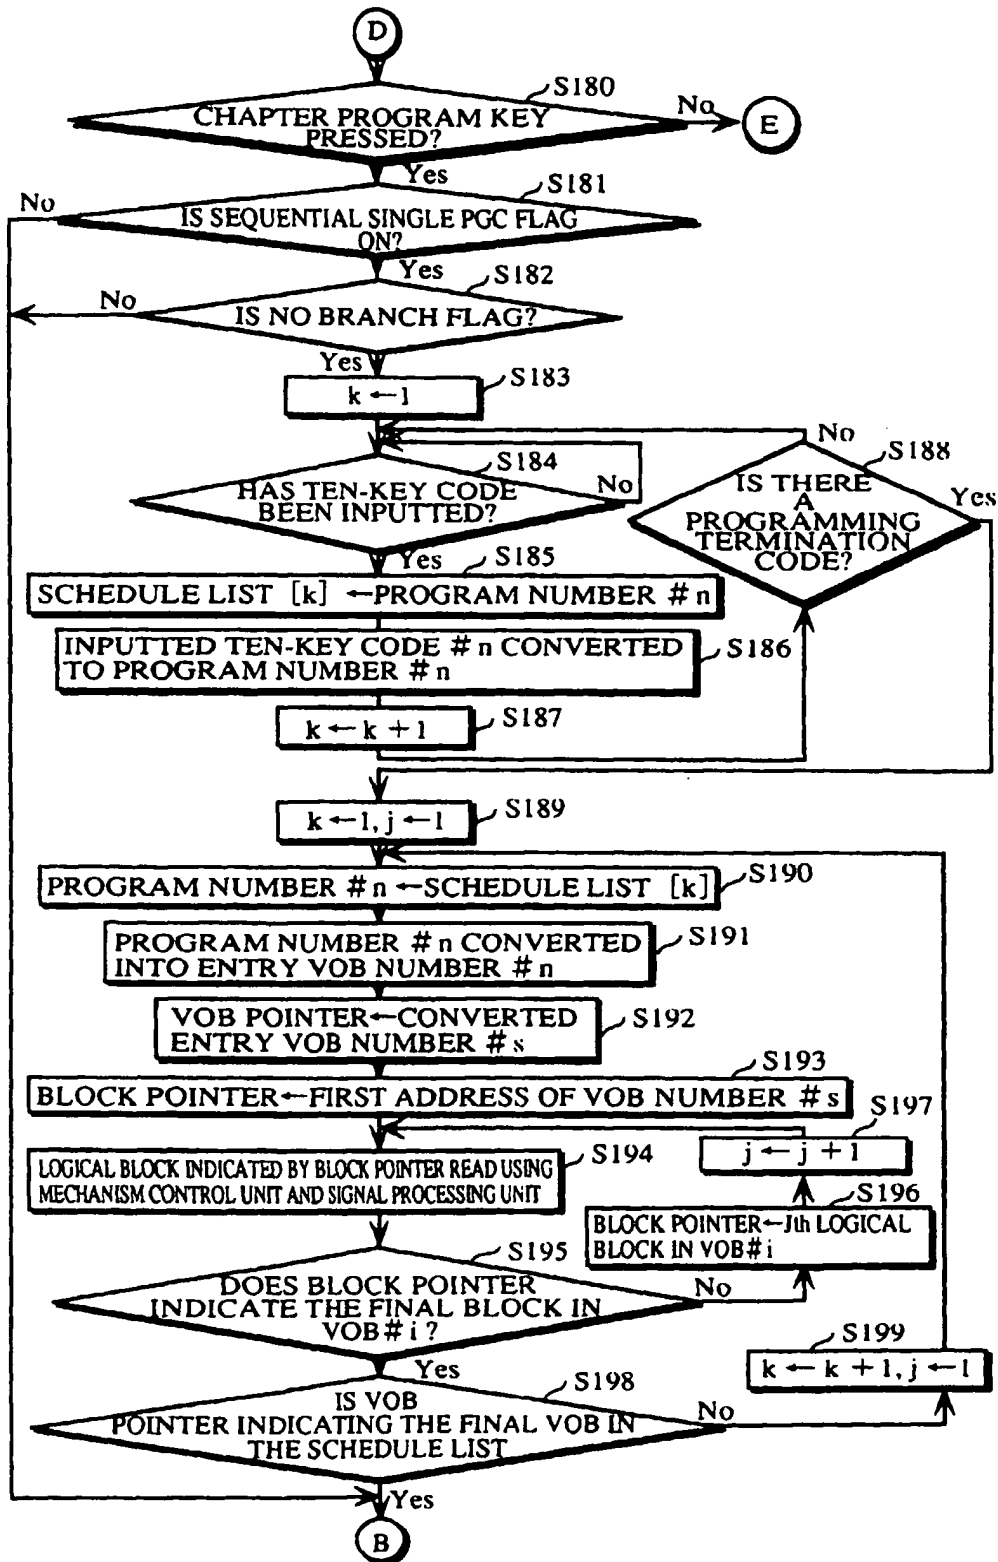 D
S180
CHAPTER PROGRAM KEY
PRESSED?
No
E
Yes
S181
No
IS SEQUENTIAL SINGLE PGC FLAG
ON?
Yes
S182
No
IS NO BRANCH FLAG?
Yes
S183
k ← 1
No
S184
S188
HAS TEN-KEY CODE
BEEN INPUTTED?
No
IS THERE
A
PROGRAMMING
TERMINATION
CODE?
Yes
Yes
S185
SCHEDULE LIST [k] ←PROGRAM NUMBER #n
INPUTTED TEN-KEY CODE #n CONVERTED
TO PROGRAM NUMBER #n
S186
k ← k + 1
S187
k ← 1, j ← 1
S189
PROGRAM NUMBER #n ←SCHEDULE LIST [k]
S190
PROGRAM NUMBER #n CONVERTED
INTO ENTRY VOB NUMBER #n
S191
VOB POINTER←CONVERTED
ENTRY VOB NUMBER #s
S192
S193
BLOCK POINTER←FIRST ADDRESS OF VOB NUMBER #s
S197
j ← j + 1
LOGICAL BLOCK INDICATED BY BLOCK POINTER READ USING
MECHANISM CONTROL UNIT AND SIGNAL PROCESSING UNIT
S194
S196
BLOCK POINTER←Jth LOGICAL
BLOCK IN VOB#i
S195
DOES BLOCK POINTER
INDICATE THE FINAL BLOCK IN
VOB#i?
No
Yes
S199
k ← k + 1, j ← 1
S198
IS VOB
POINTER INDICATING THE FINAL VOB IN
THE SCHEDULE LIST
No
Yes
B